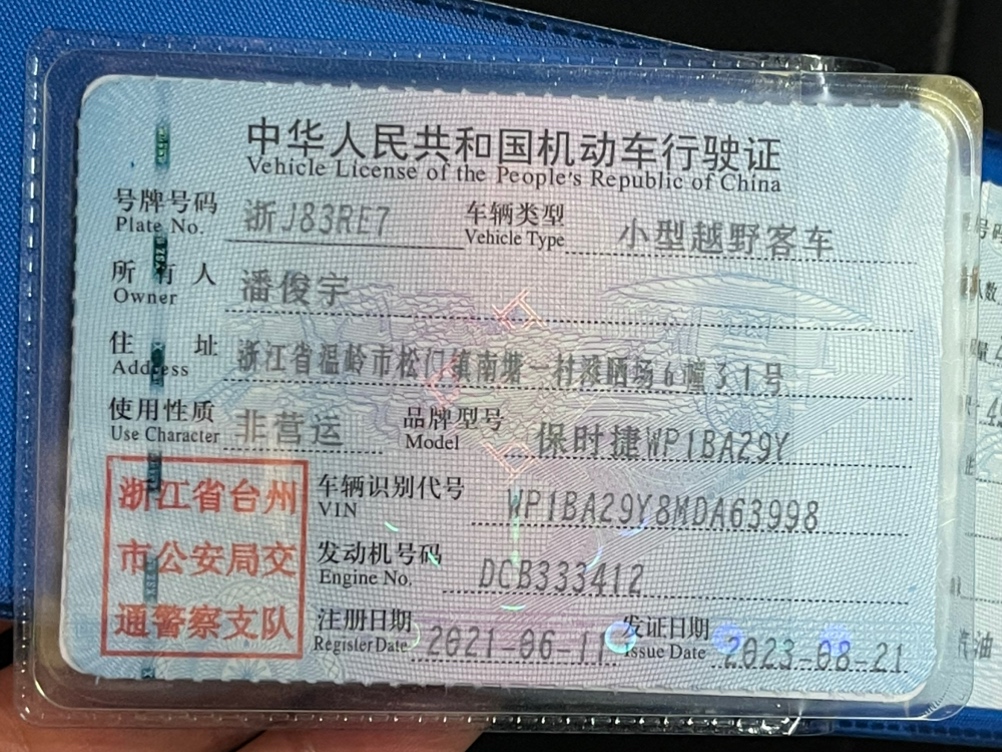 中华人民共和国机动车行驶证
Vehicle License of the People's Republic of China
号牌号码 浙J83RE7 车辆类型 小型越野客车
Plate No. Vehicle Type
所有人 潘俊宇
Owner
住址 浙江省温岭市松门镇南塘一村滩晒场6幢31号
Address
使用性质 非营运 品牌型号 保时捷WP1BA29Y
Use Character Model
浙江省台州
市公安局交
通警察支队
车辆识别代号 WP1BA29Y8MDA63998
VIN
发动机号码 DCB333412
Engine No.
注册日期 2021-06-11 发证日期 2023-08-21
Register Date Issue Date
号码
人数
汽油